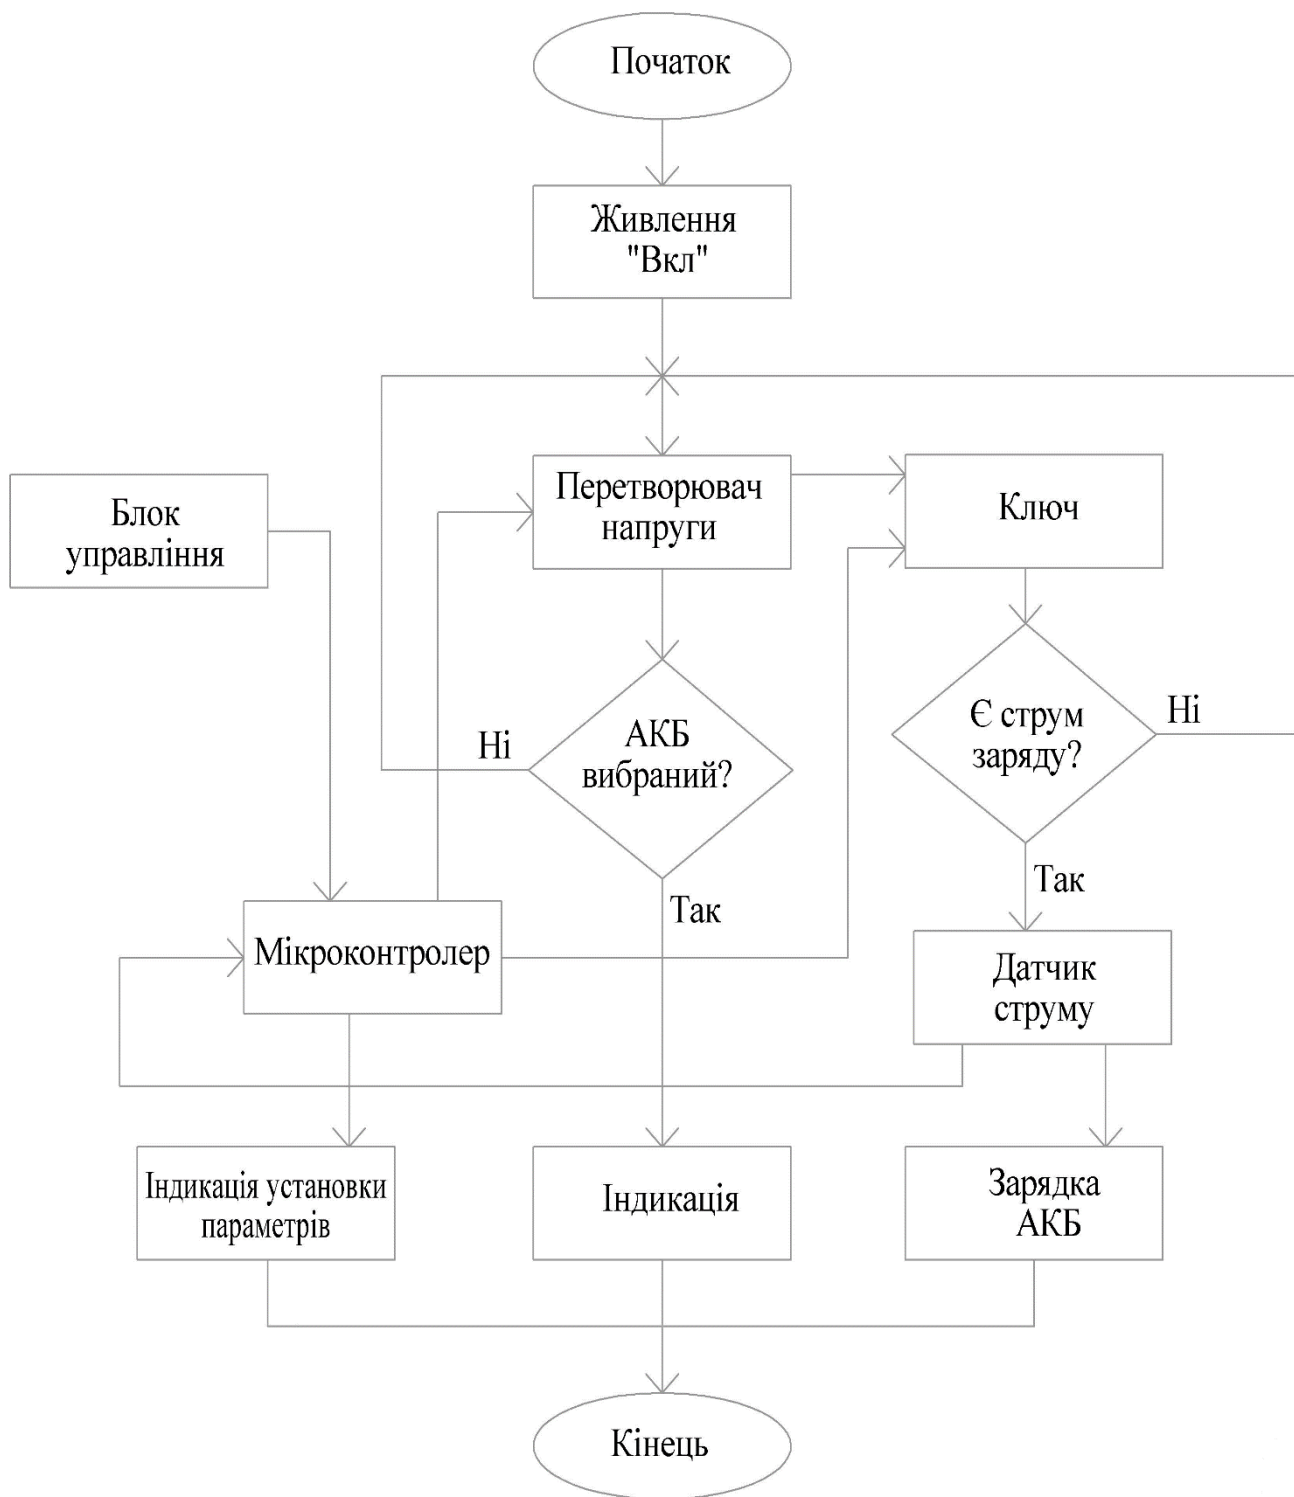 Початок
Живлення
"Вкл"
Блок
управління
Перетворювач
напруги
Ключ
Ні
АКБ
вибраний?
Є струм
заряду?
Ні
Так
Так
Мікроконтролер
Датчик
струму
Індикація установки
параметрів
Індикація
Зарядка
АКБ
Кінець